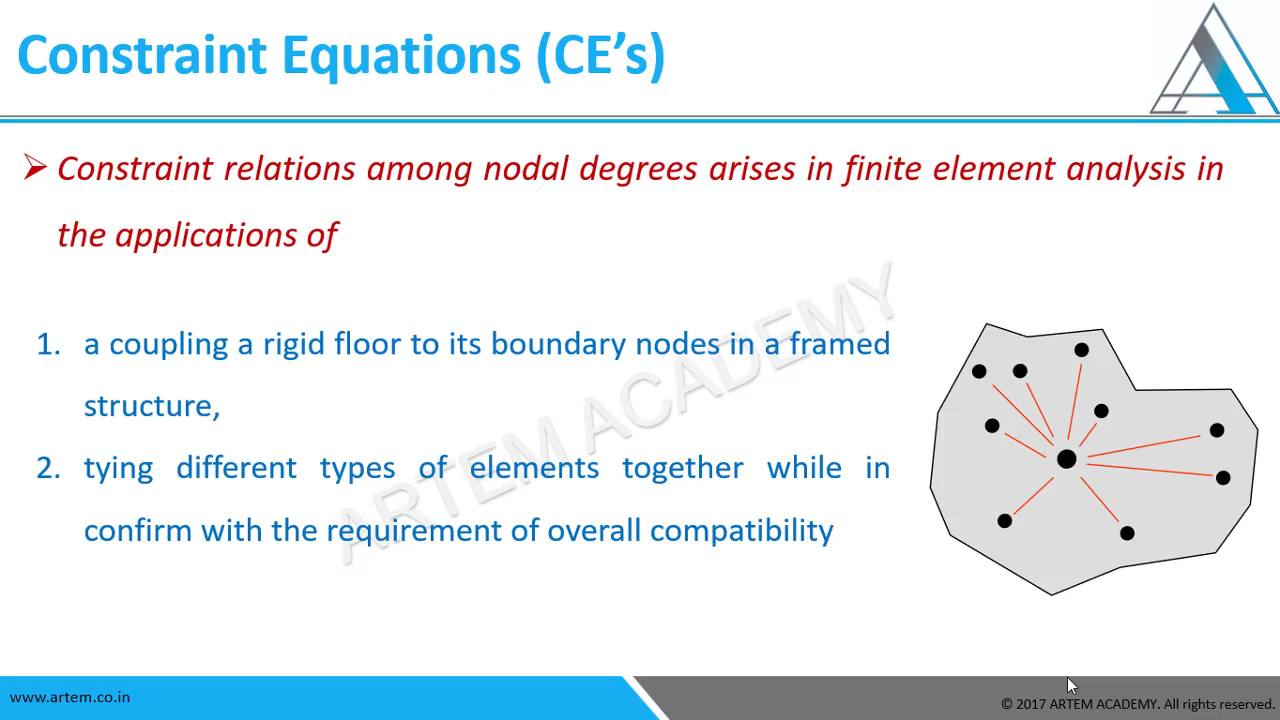 Constraint Equations (CE’s)
Constraint relations among nodal degrees arises in finite element analysis in
the applications of
1. a coupling a rigid floor to its boundary nodes in a framed
structure,
2. tying different types of elements together while in
confirm with the requirement of overall compatibility
ARTEM ACADEMY
www.artem.co.in
© 2017 ARTEM ACADEMY. All rights reserved.